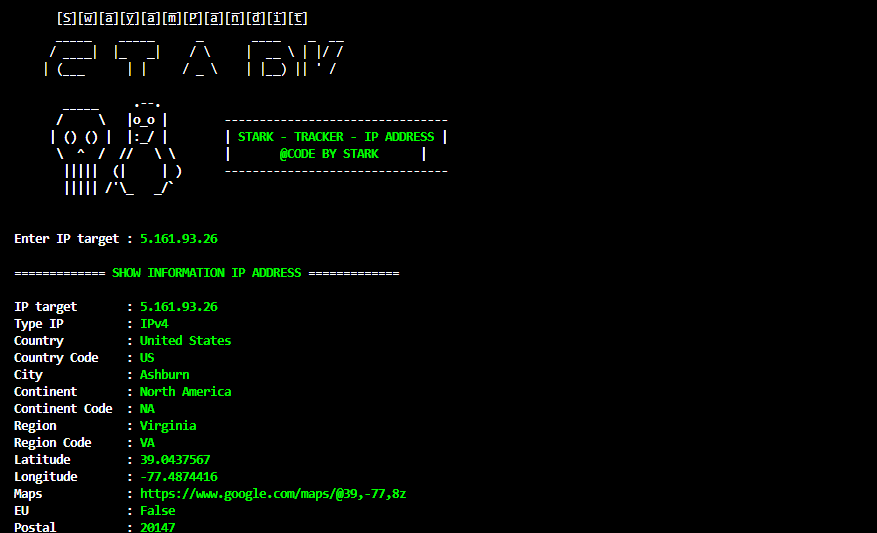 [S][w][a][y][a][m][P][a][n][d][i][t]
STARK
STARK - TRACKER - IP ADDRESS
@CODE BY STARK
Enter IP target : 5.161.93.26
============= SHOW INFORMATION IP ADDRESS =============
IP target : 5.161.93.26
Type IP : IPv4
Country : United States
Country Code : US
City : Ashburn
Continent : North America
Continent Code : NA
Region : Virginia
Region Code : VA
Latitude : 39.0437567
Longitude : -77.4874416
Maps : https://www.google.com/maps/@39,-77,8z
EU : False
Postal : 20147